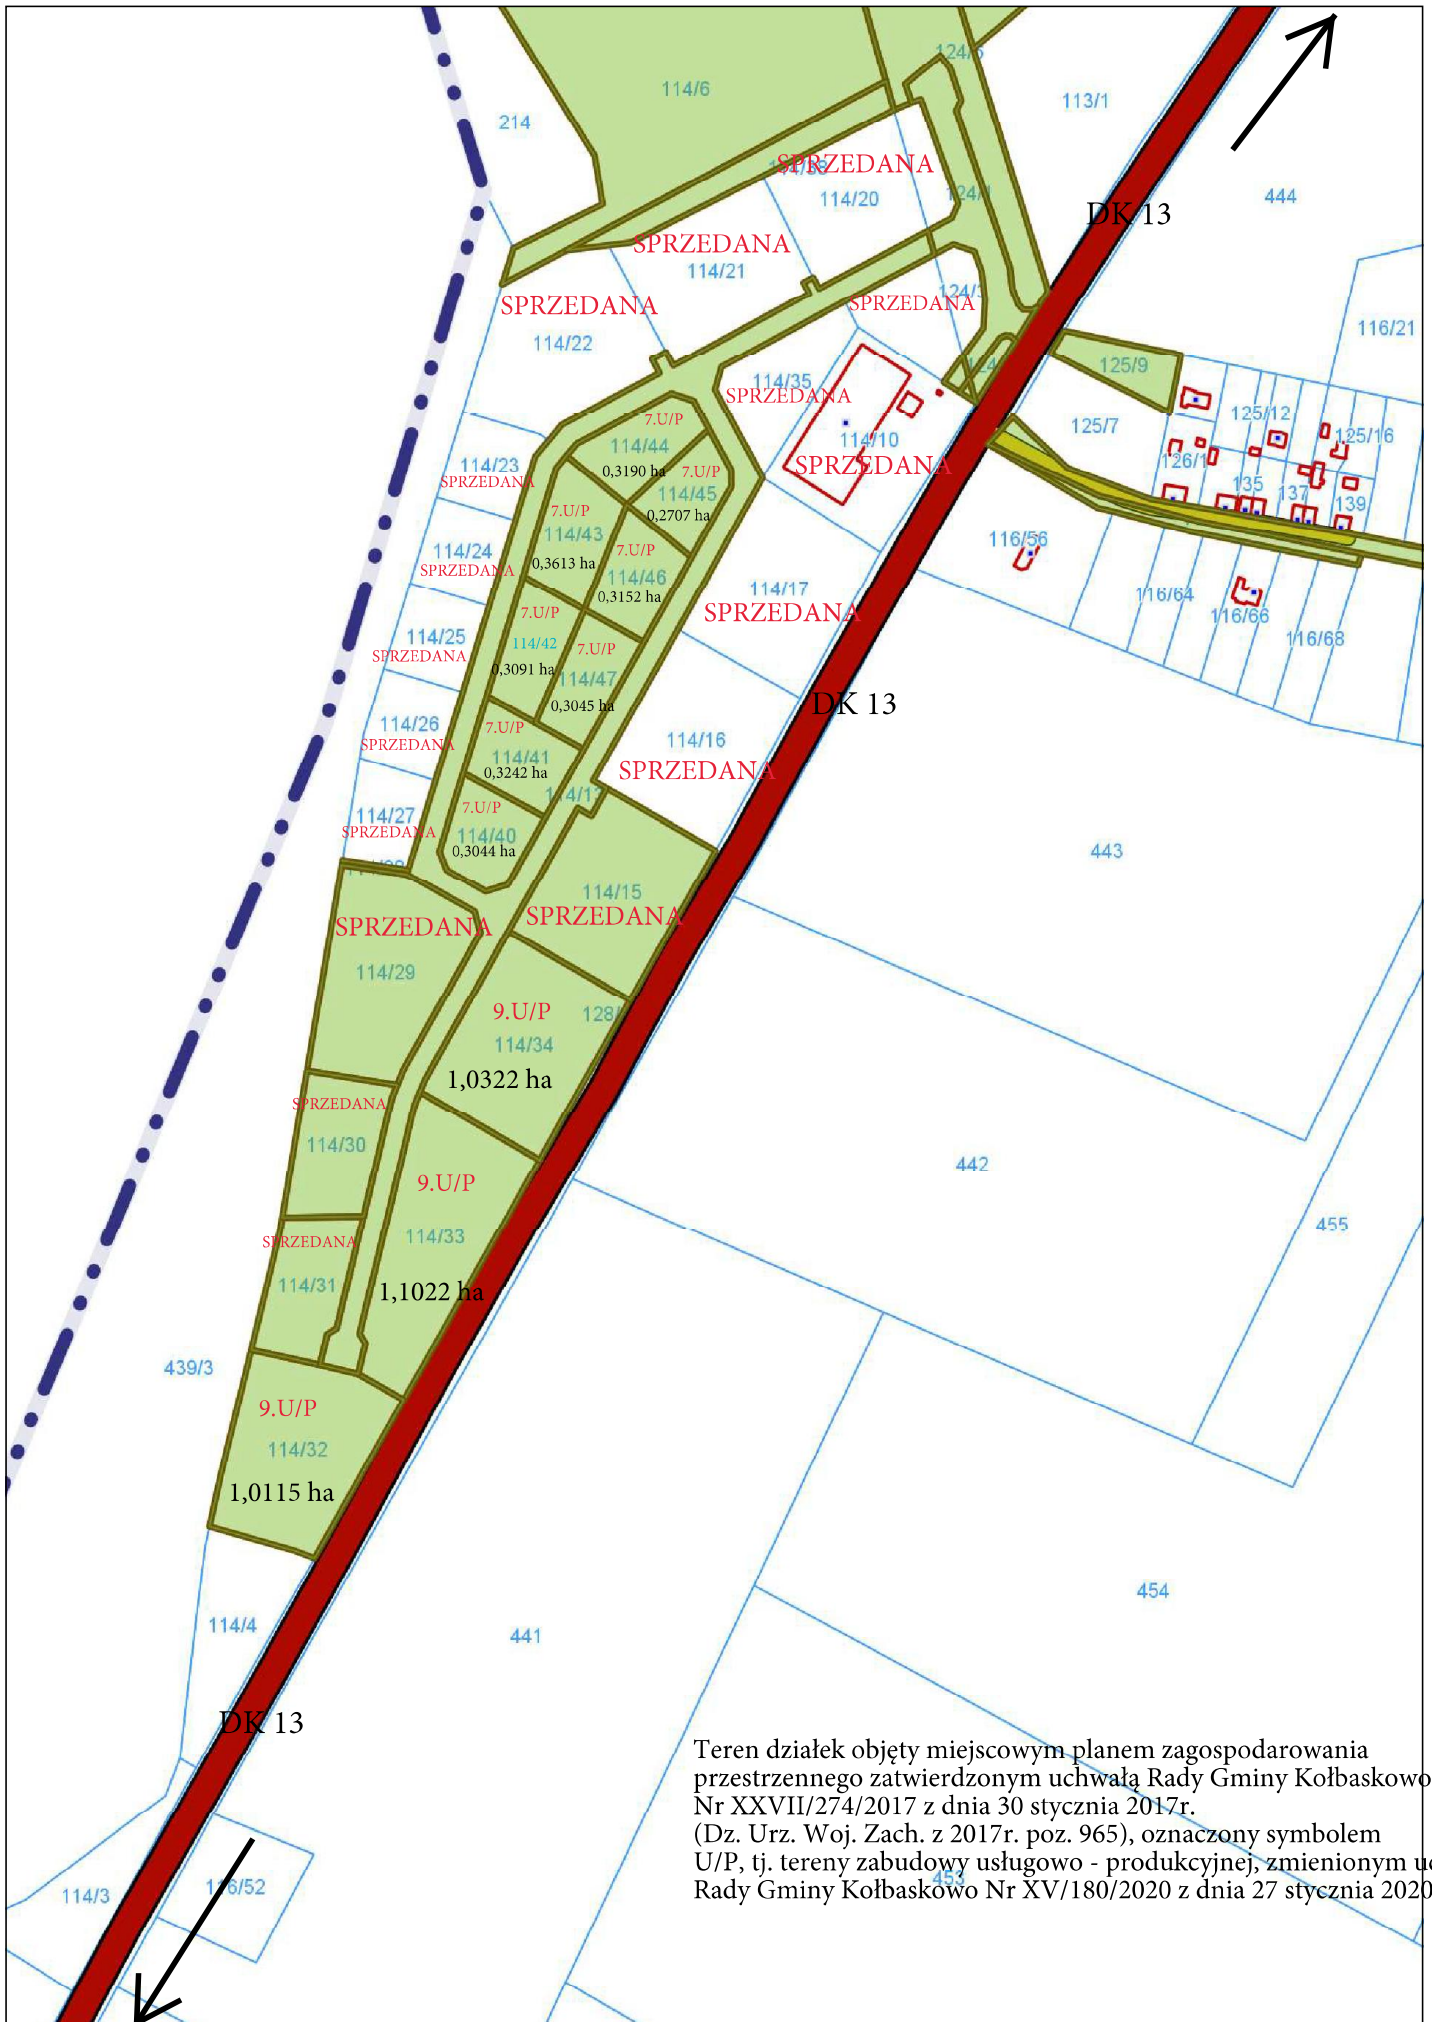 124/6
114/6
113/1
214
SPRZEDANA
114/38
114/20
124/1
444
DK 13
SPRZEDANA
114/21
124/3
SPRZEDANA
SPRZEDANA
114/22
116/21
125/9
114/35
SPRZEDANA
7.U/P
114/44
0,3190 ha
125/12
125/7
125/16
114/10
SPRZEDANA
126/1
114/23
SPRZEDANA
7.U/P
114/45
0,2707 ha
135
137
139
7.U/P
114/43
0,3613 ha
114/24
SPRZEDANA
7.U/P
114/46
0,3152 ha
116/56
114/17
SPRZEDANA
116/64
116/66
116/68
7.U/P
114/42
0,3091 ha
114/25
SPRZEDANA
7.U/P
114/47
0,3045 ha
DK 13
114/26
SPRZEDANA
7.U/P
114/41
0,3242 ha
114/16
SPRZEDANA
114/13
7.U/P
114/40
0,3044 ha
114/27
SPRZEDANA
443
114/15
SPRZEDANA
SPRZEDANA
114/29
9.U/P
128/
114/34
1,0322 ha
SPRZEDANA
114/30
442
9.U/P
114/33
1,1022 ha
455
SPRZEDANA
114/31
439/3
9.U/P
114/32
1,0115 ha
454
114/4
441
DK 13
Teren działek objęty miejscowym planem zagospodarowania
przestrzennego zatwierdzonym uchwałą Rady Gminy Kołbaskowo
Nr XXVII/274/2017 z dnia 30 stycznia 2017r.
(Dz. Urz. Woj. Zach. z 2017r. poz. 965), oznaczony symbolem
U/P, tj. tereny zabudowy usługowo - produkcyjnej, zmienionym
Rady Gminy Kołbaskowo Nr XV/180/2020 z dnia 27 stycznia 2020
453
114/3
116/52